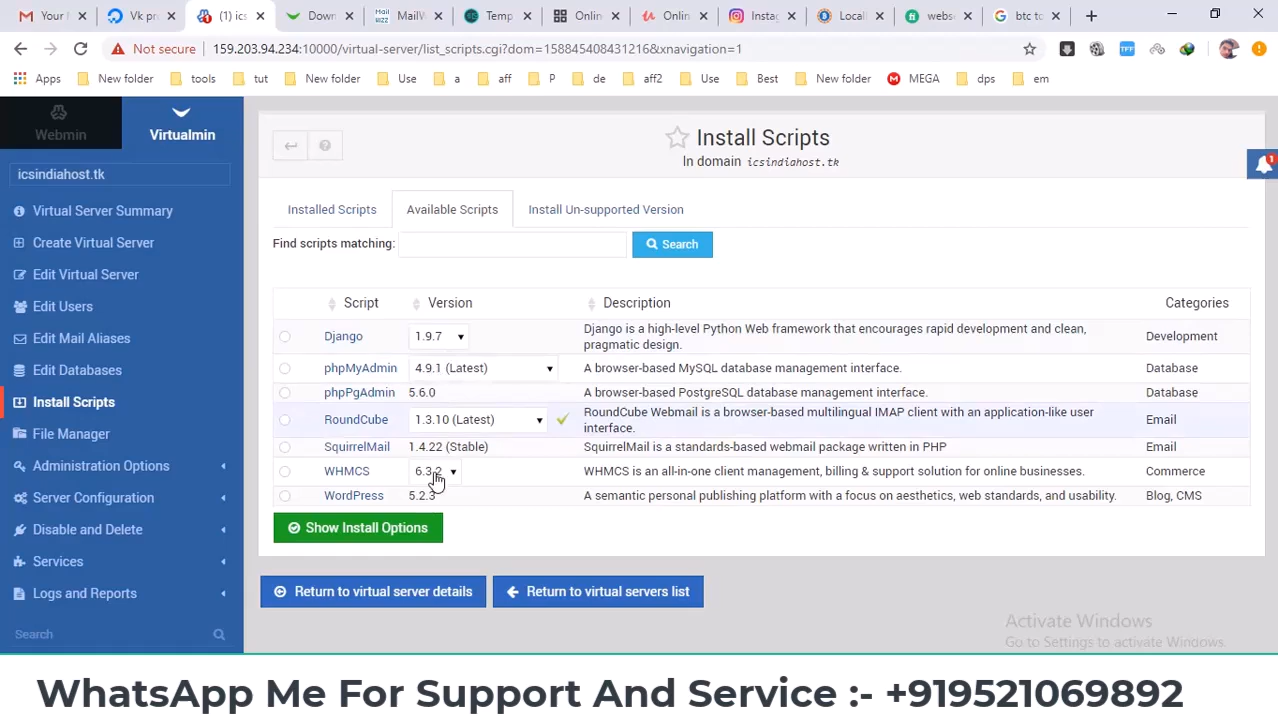 Your H
Vk pr
(1) ics
Down
MailW
Temp
Onlin
Onlin
Instag
Locali
webse
btc to
Not secure 159.203.94.234:10000/virtual-server/list_scripts.cgi?dom=158845408431216&xnavigation=1
Apps New folder tools tut New folder Use a aff P de aff2 Use Best New folder MEGA dps em
Webmin
Virtualmin
icsindiahost.tk
Virtual Server Summary
Create Virtual Server
Edit Virtual Server
Edit Users
Edit Mail Aliases
Edit Databases
Install Scripts
File Manager
Administration Options
Server Configuration
Disable and Delete
Services
Logs and Reports
Search
Install Scripts
In domain icsindiahost.tk
1
Installed Scripts Available Scripts Install Un-supported Version
Find scripts matching: Search
Script Version Description Categories
Django 1.9.7 Django is a high-level Python Web framework that encourages rapid development and clean, Development
pragmatic design.
phpMyAdmin 4.9.1 (Latest) A browser-based MySQL database management interface. Database
phpPgAdmin 5.6.0 A browser-based PostgreSQL database management interface. Database
RoundCube 1.3.10 (Latest) RoundCube Webmail is a browser-based multilingual IMAP client with an application-like user Email
interface.
SquirrelMail 1.4.22 (Stable) SquirrelMail is a standards-based webmail package written in PHP Email
WHMCS 6.3.2 WHMCS is an all-in-one client management, billing & support solution for online businesses. Commerce
WordPress 5.2.3 A semantic personal publishing platform with a focus on aesthetics, web standards, and usability. Blog, CMS
Show Install Options
Return to virtual server details Return to virtual servers list
Activate Windows
Go to Settings to activate Windows.
WhatsApp Me For Support And Service :- +919521069892